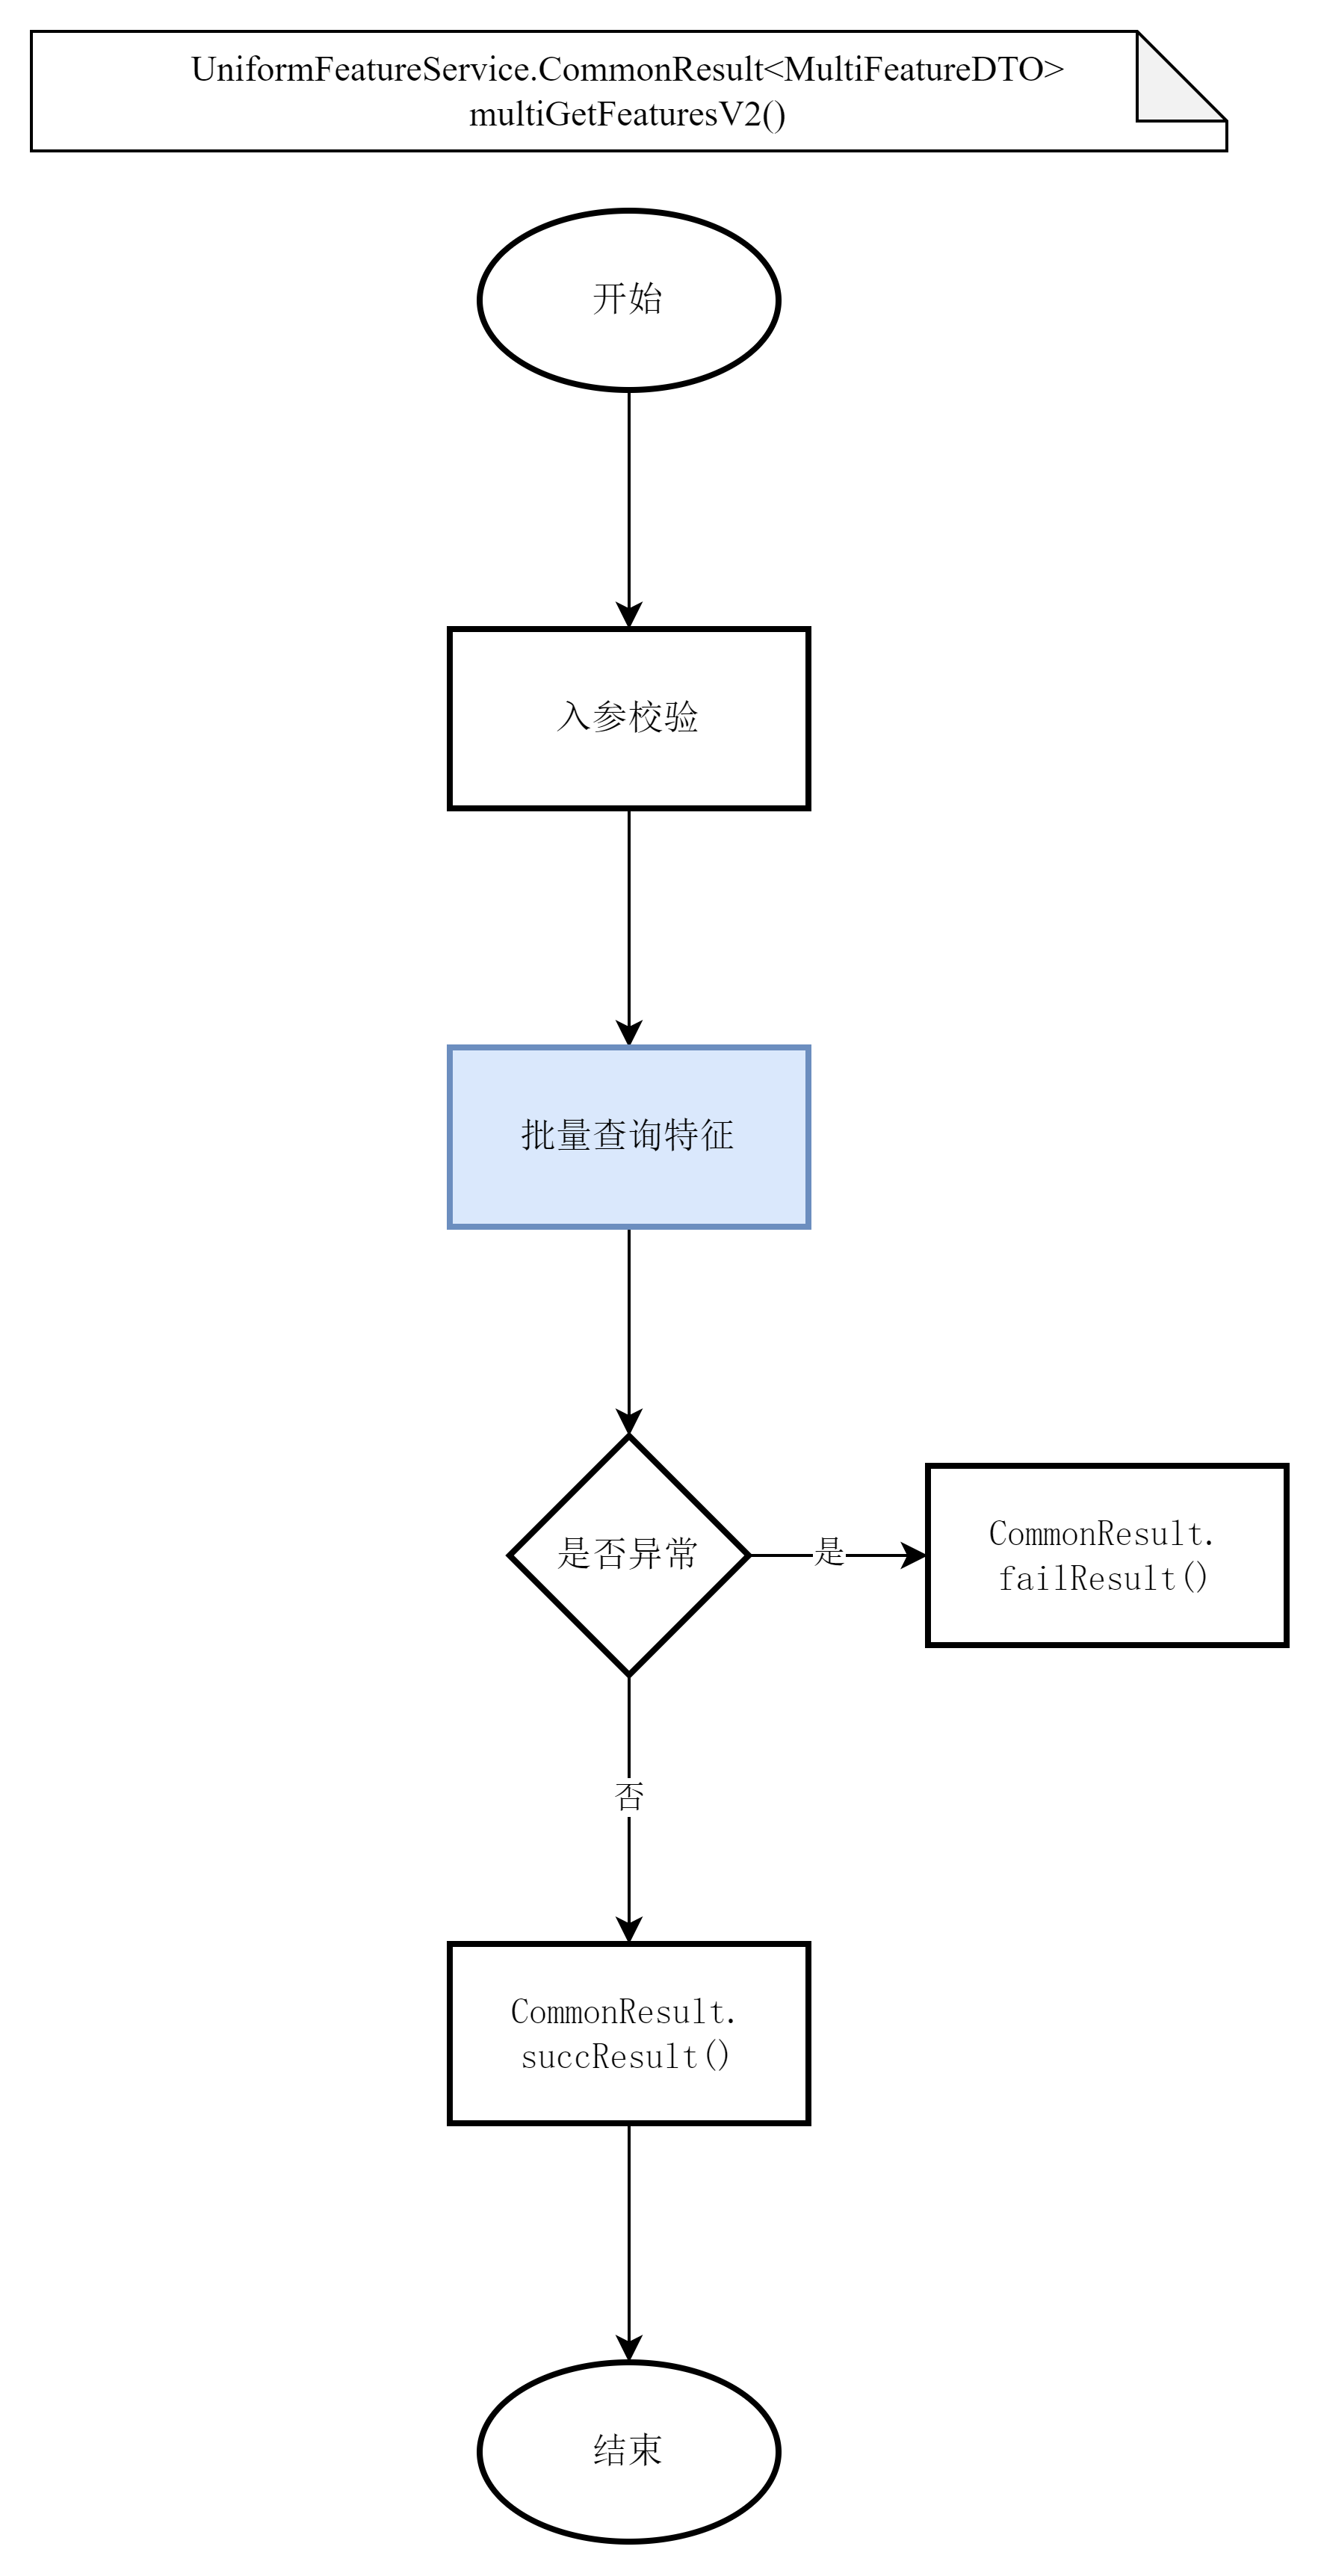 UniformFeatureService.CommonResult<MultiFeatureDTO>
multiGetFeaturesV2()
开始
入参校验
批量查询特征
是否异常
是
CommonResult.
failResult()
否
CommonResult.
succResult()
结束